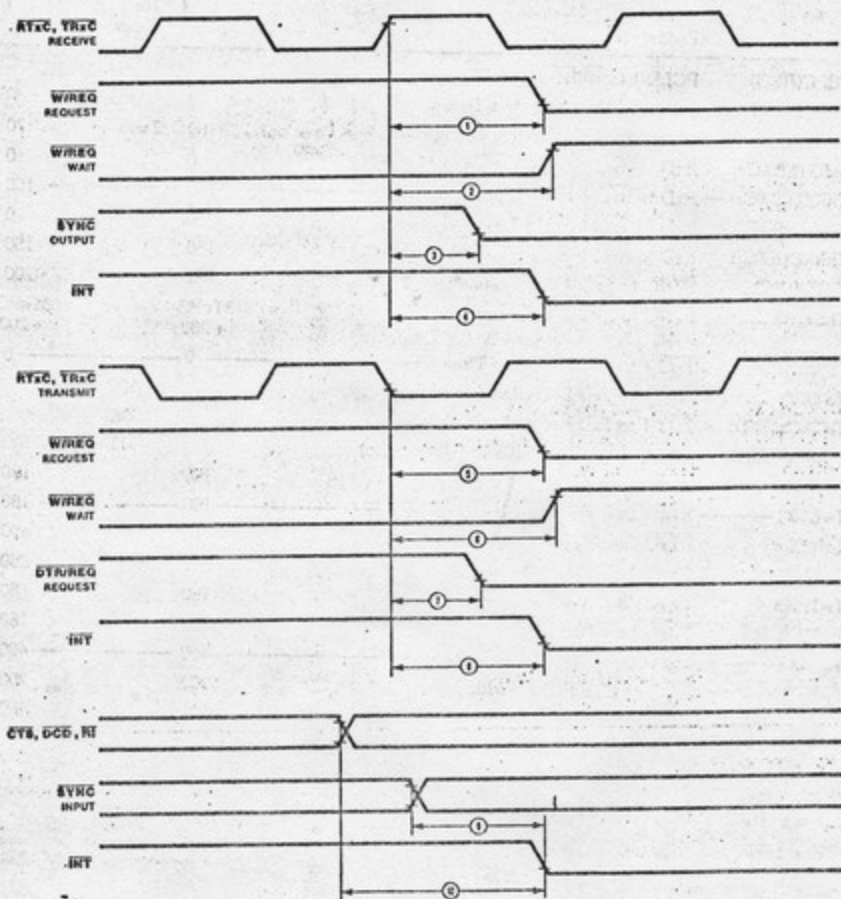 RTxC, TRxC
RECEIVE
W/REQ
REQUEST
1
W/REQ
WAIT
2
SYNC
OUTPUT
3
INT
4
RTxC, TRxC
TRANSMIT
W/REQ
REQUEST
5
W/REQ
WAIT
6
DTR/REQ
REQUEST
7
INT
8
CTS, DCD, RI
SYNC
INPUT
9
INT